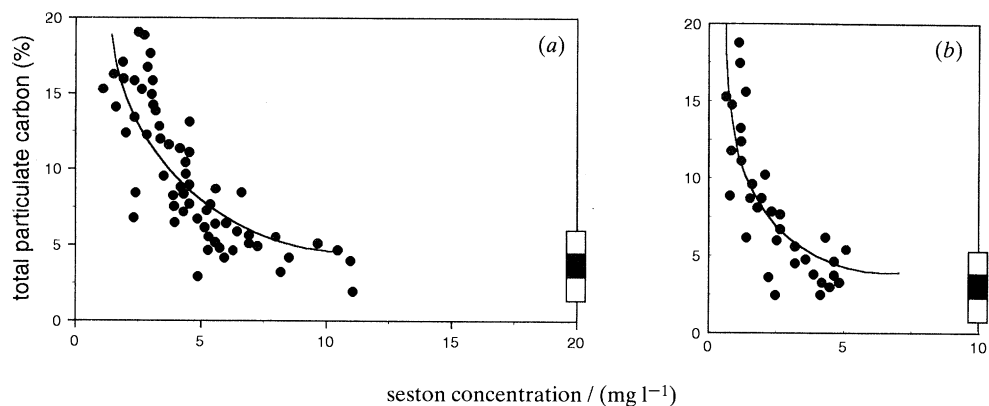 total particulate carbon (%)
20
15
10
5
0
(a)
0 5 10 15 20
20
15
10
5
0
(b)
0 5 10
seston concentration / (mg l−1)